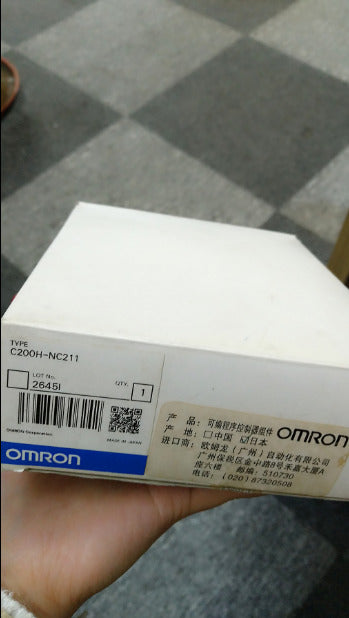 TYPE
C200H-NC211
LOT No.
QTY.
2645I
1
OMRON Corporation
MADE IN JAPAN
OMRON
产 品： 可编程序控制器组件
产 地： ☐中国 ☑日本
OMRON
进口商： 欧姆龙（广州）自动化有限公司
广州保税区金中路8号禾嘉大厦A
座六楼 邮编： 510730
电话： (020) 87320508